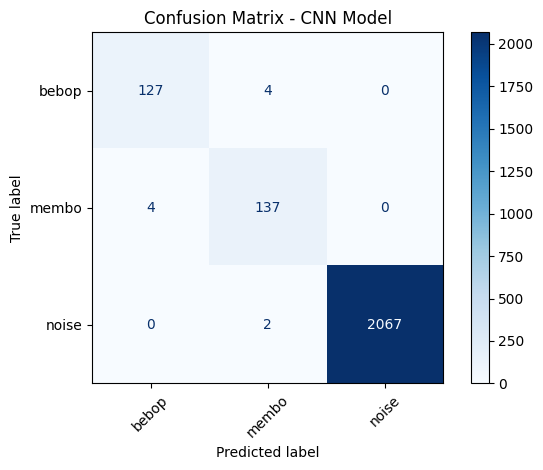 Confusion Matrix - CNN Model
True label
bebop 127 4 0
membo 4 137 0
noise 0 2 2067
bebop membo noise
Predicted label
2000
1750
1500
1250
1000
750
500
250
0